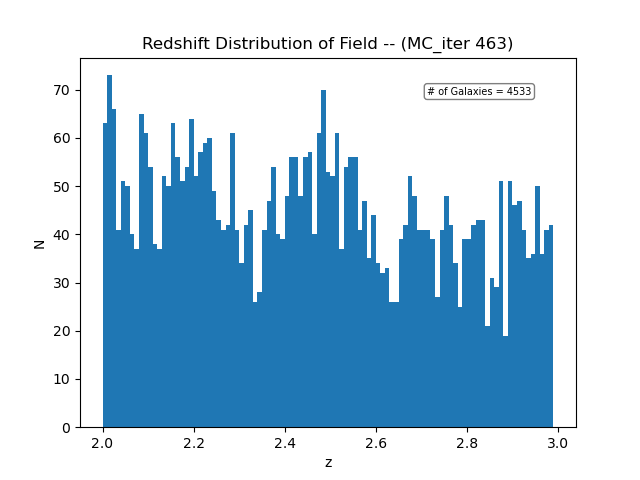 Redshift Distribution of Field -- (MC_iter 463)
# of Galaxies = 4533
70
60
50
40
30
20
10
0
N
2.0 2.2 2.4 2.6 2.8 3.0
z